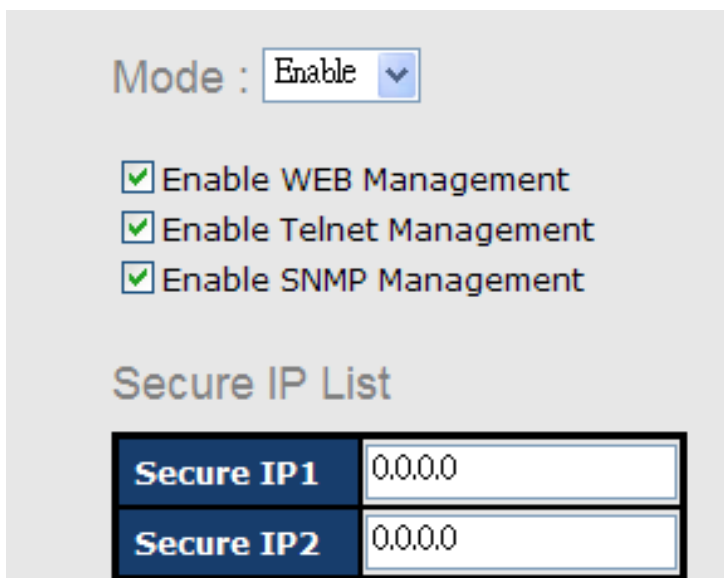 Mode : Enable
Enable WEB Management
Enable Telnet Management
Enable SNMP Management
Secure IP List
Secure IP1 0.0.0.0
Secure IP2 0.0.0.0